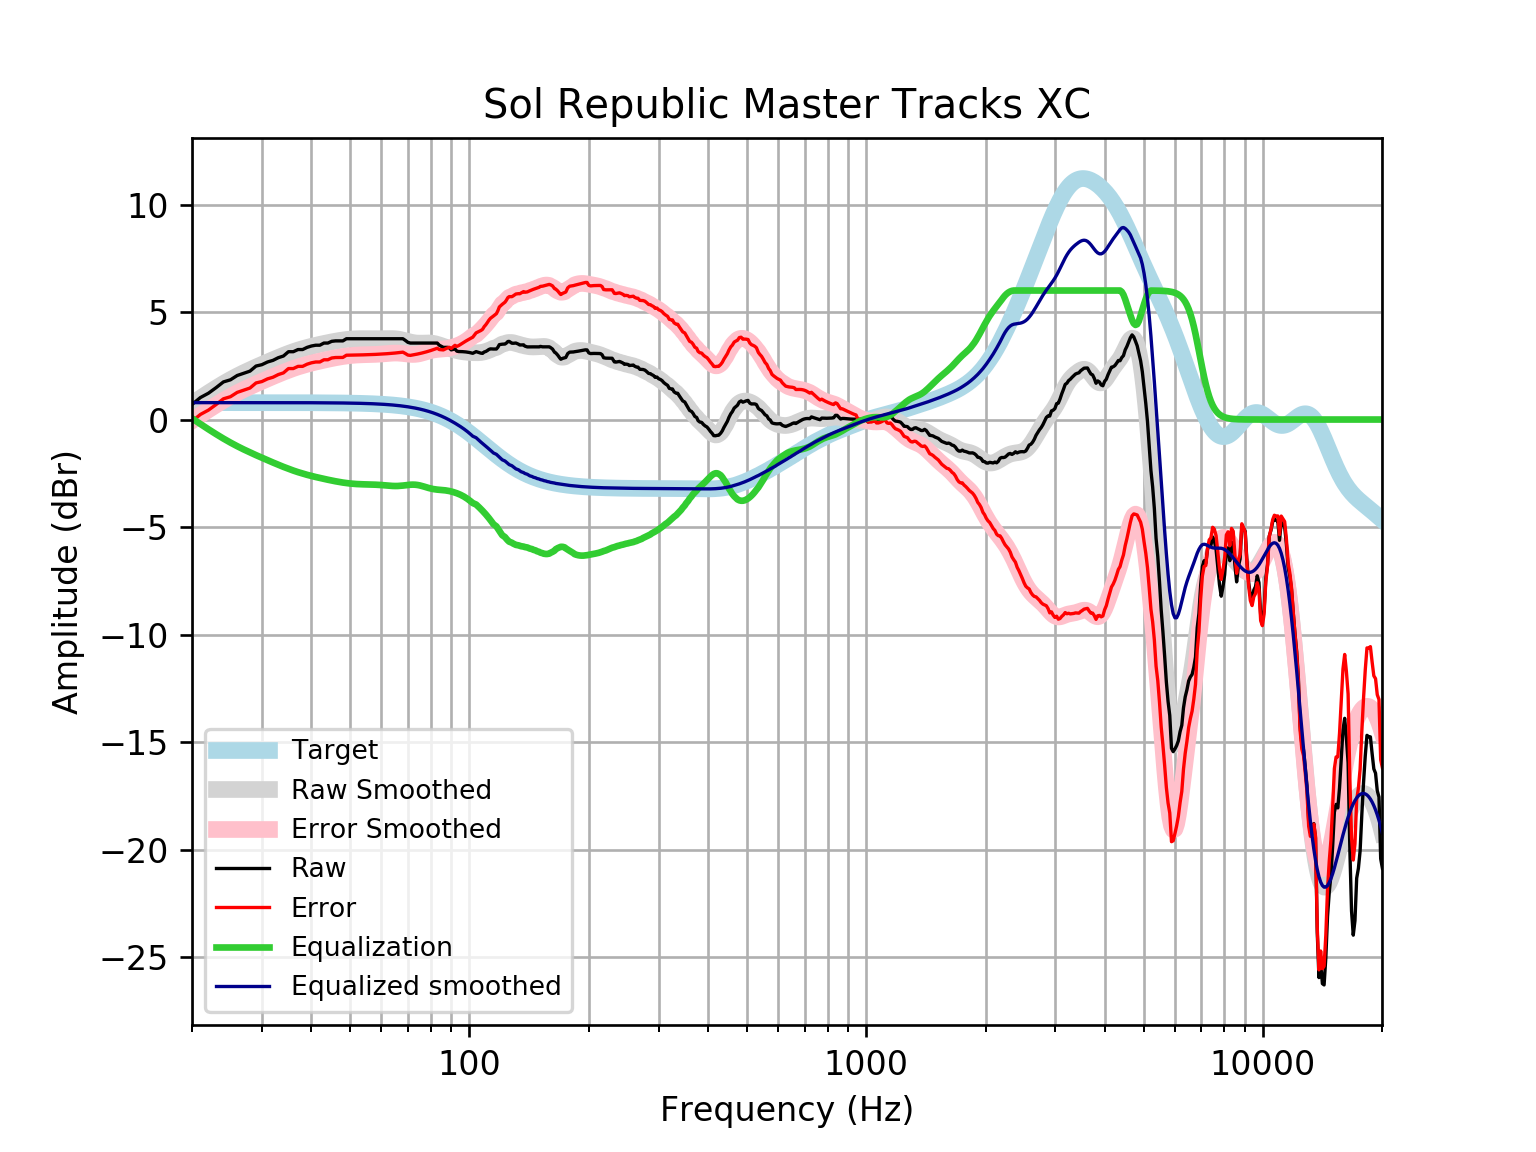 Sol Republic Master Tracks XC
10
5
0
−5
−10
−15
−20
−25
Amplitude (dBr)
Target
Raw Smoothed
Error Smoothed
Raw
Error
Equalization
Equalized smoothed
100
1000
10000
Frequency (Hz)